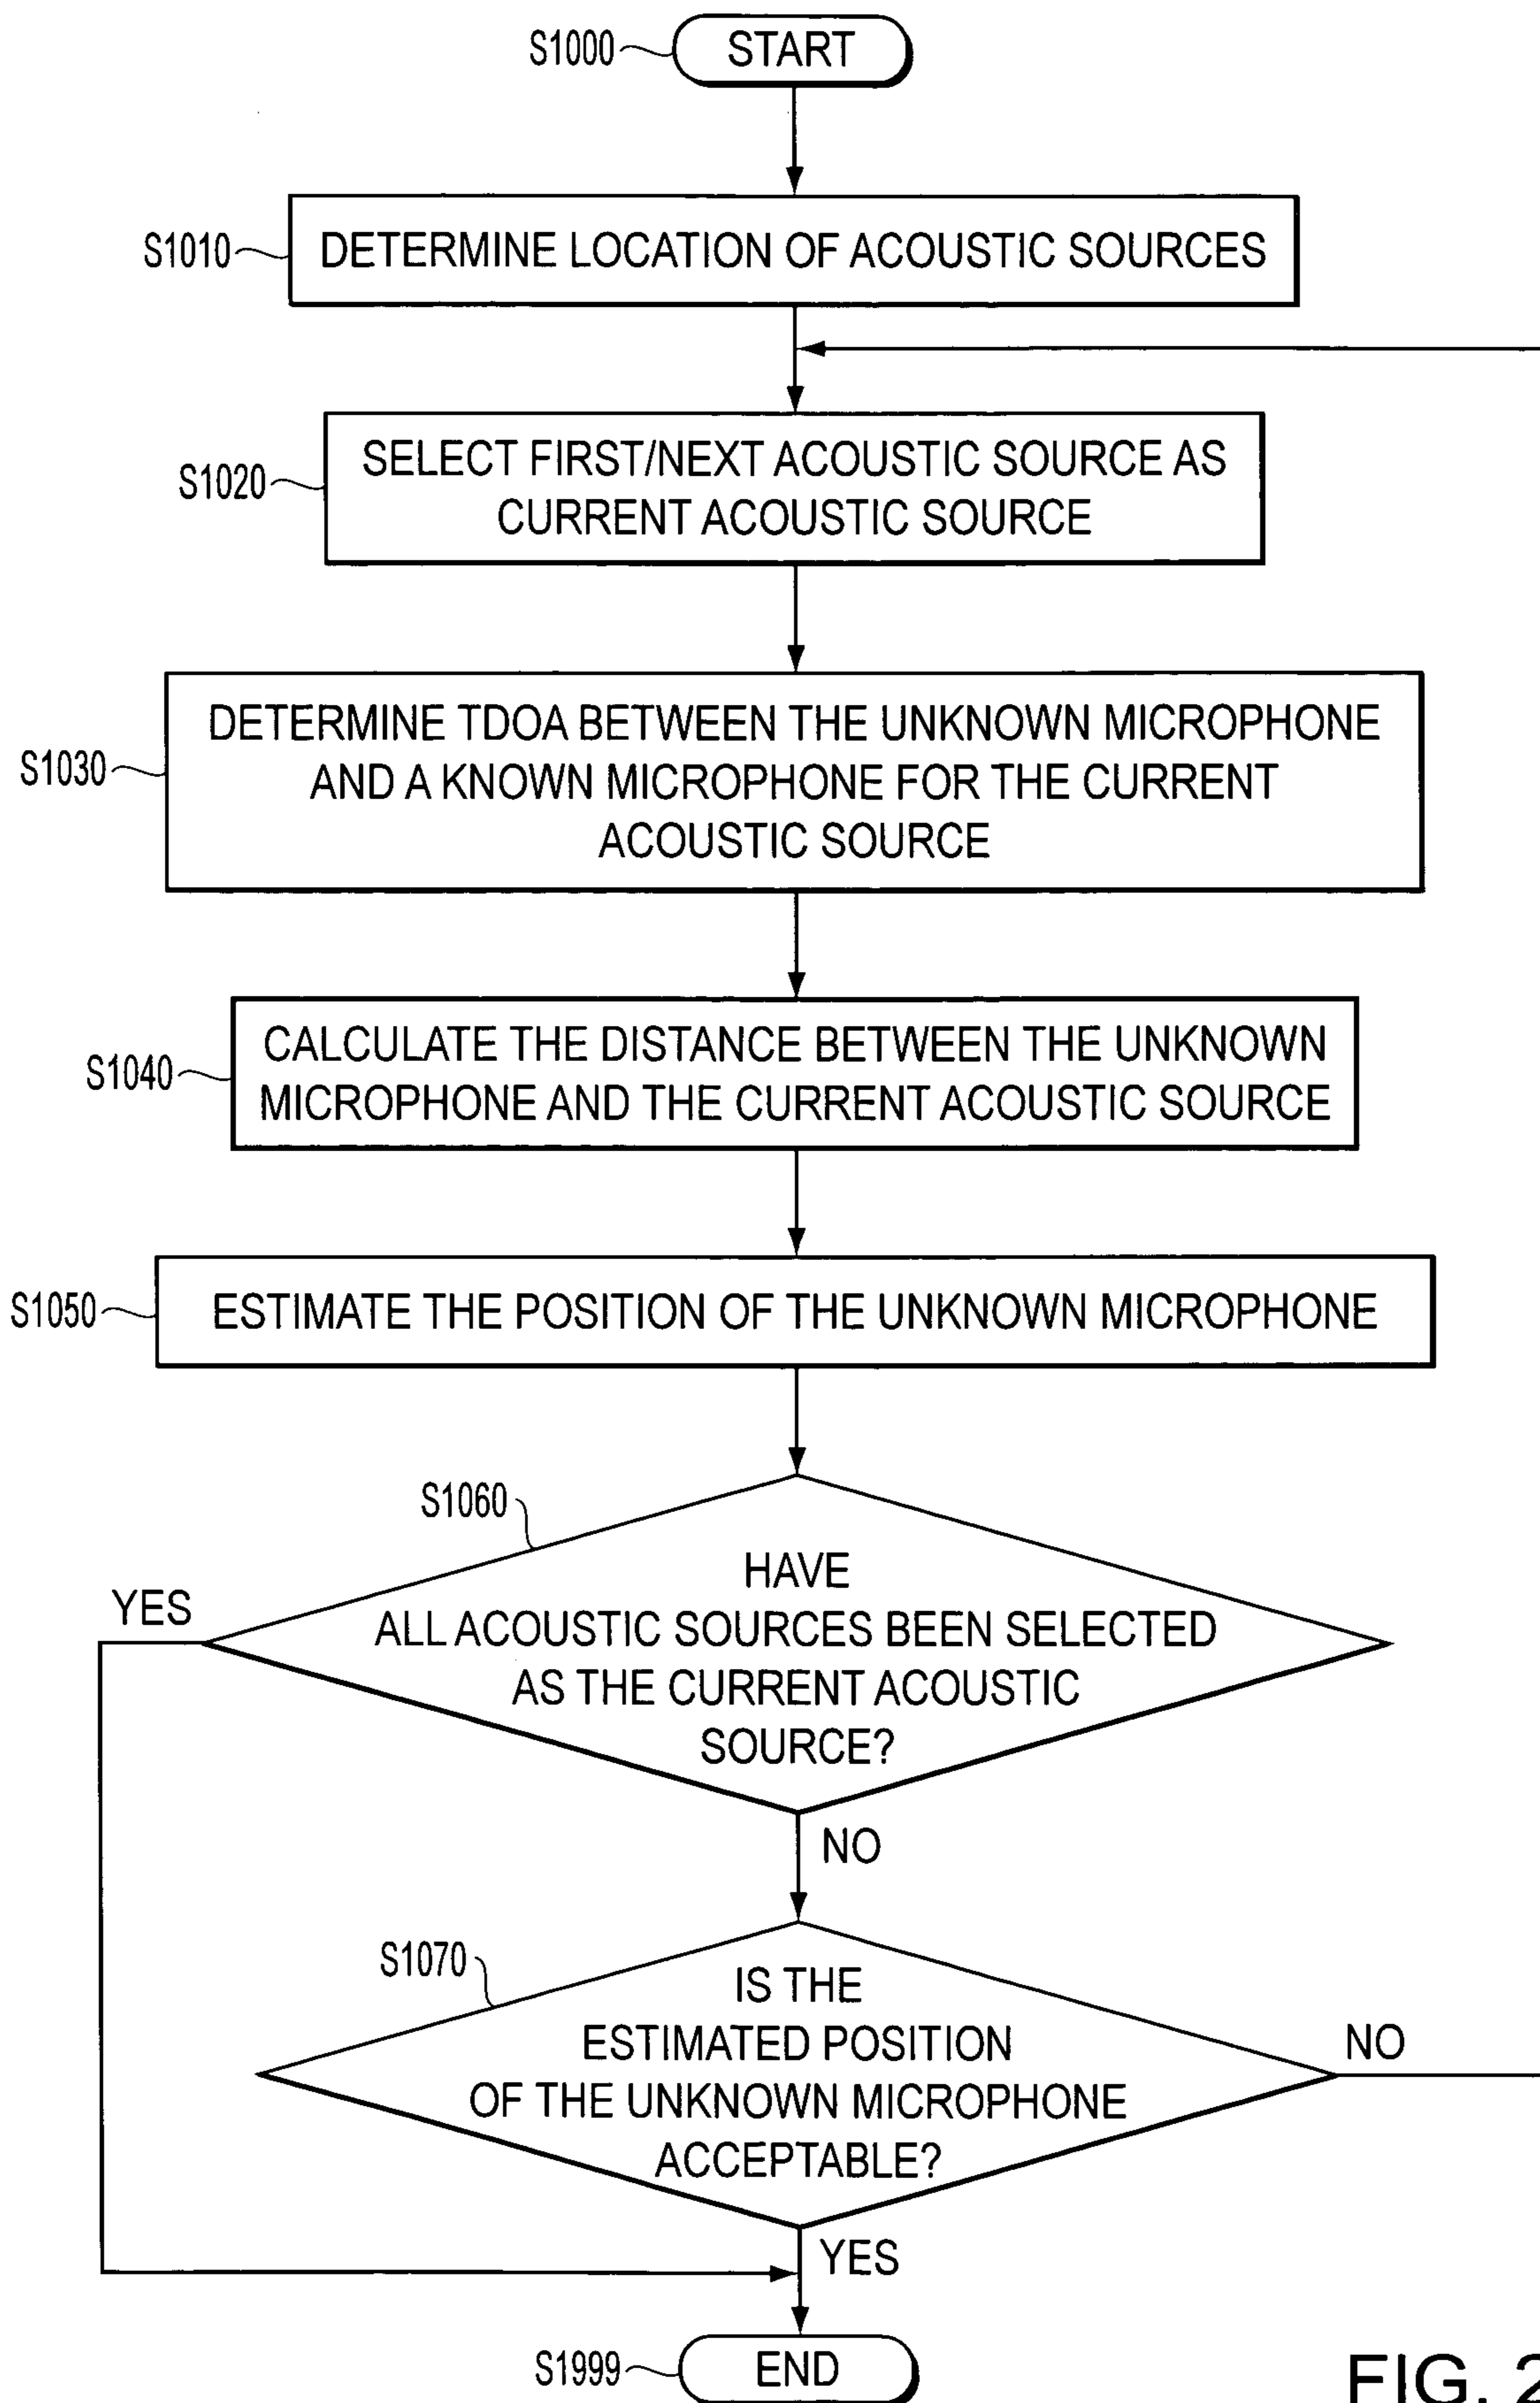 S1000
START
S1010
DETERMINE LOCATION OF ACOUSTIC SOURCES
S1020
SELECT FIRST/NEXT ACOUSTIC SOURCE AS
CURRENT ACOUSTIC SOURCE
S1030
DETERMINE TDOA BETWEEN THE UNKNOWN MICROPHONE
AND A KNOWN MICROPHONE FOR THE CURRENT
ACOUSTIC SOURCE
S1040
CALCULATE THE DISTANCE BETWEEN THE UNKNOWN
MICROPHONE AND THE CURRENT ACOUSTIC SOURCE
S1050
ESTIMATE THE POSITION OF THE UNKNOWN MICROPHONE
S1060
HAVE
ALL ACOUSTIC SOURCES BEEN SELECTED
AS THE CURRENT ACOUSTIC
SOURCE?
YES
NO
S1070
IS THE
ESTIMATED POSITION
OF THE UNKNOWN MICROPHONE
ACCEPTABLE?
NO
YES
S1999
END
FIG. 2